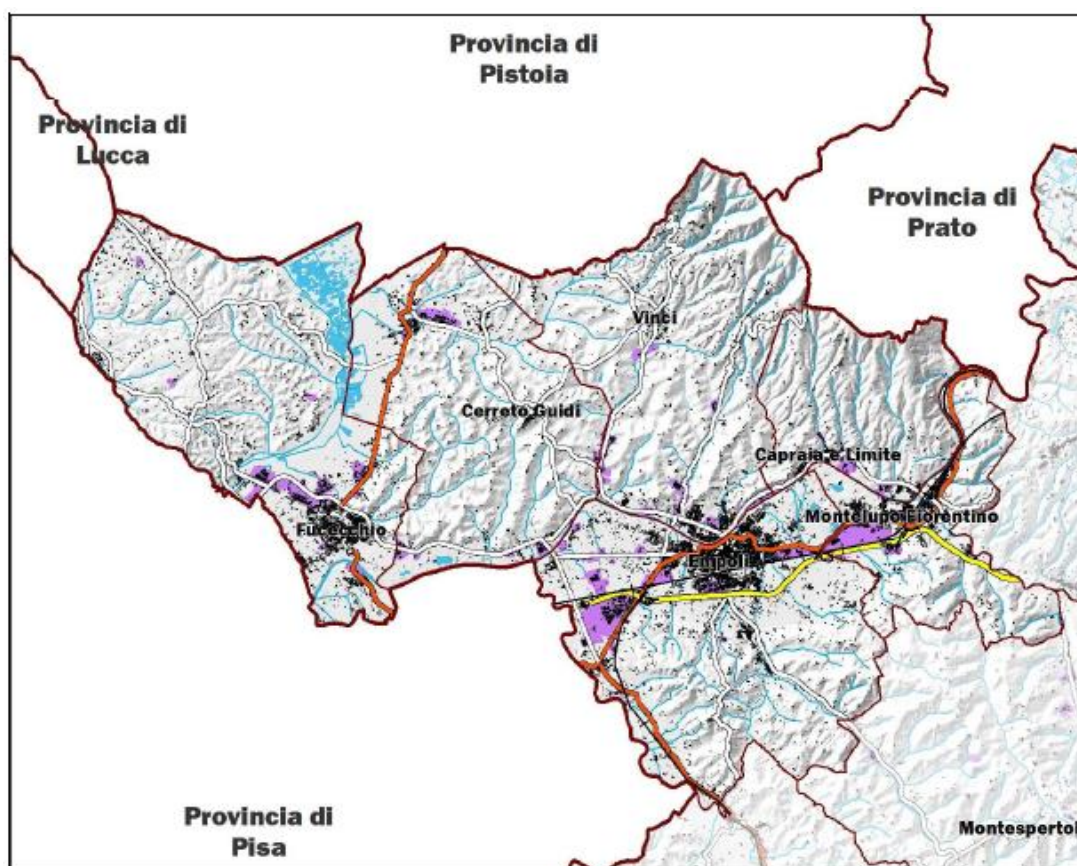 Provincia di
Pistoia
Provincia di
Lucca
Provincia di
Prato
Vinci
Cerreto Guidi
Capraia e Limite
Montelupo Fiorentino
Fucecchio
Empoli
Provincia di
Pisa
Montespertol